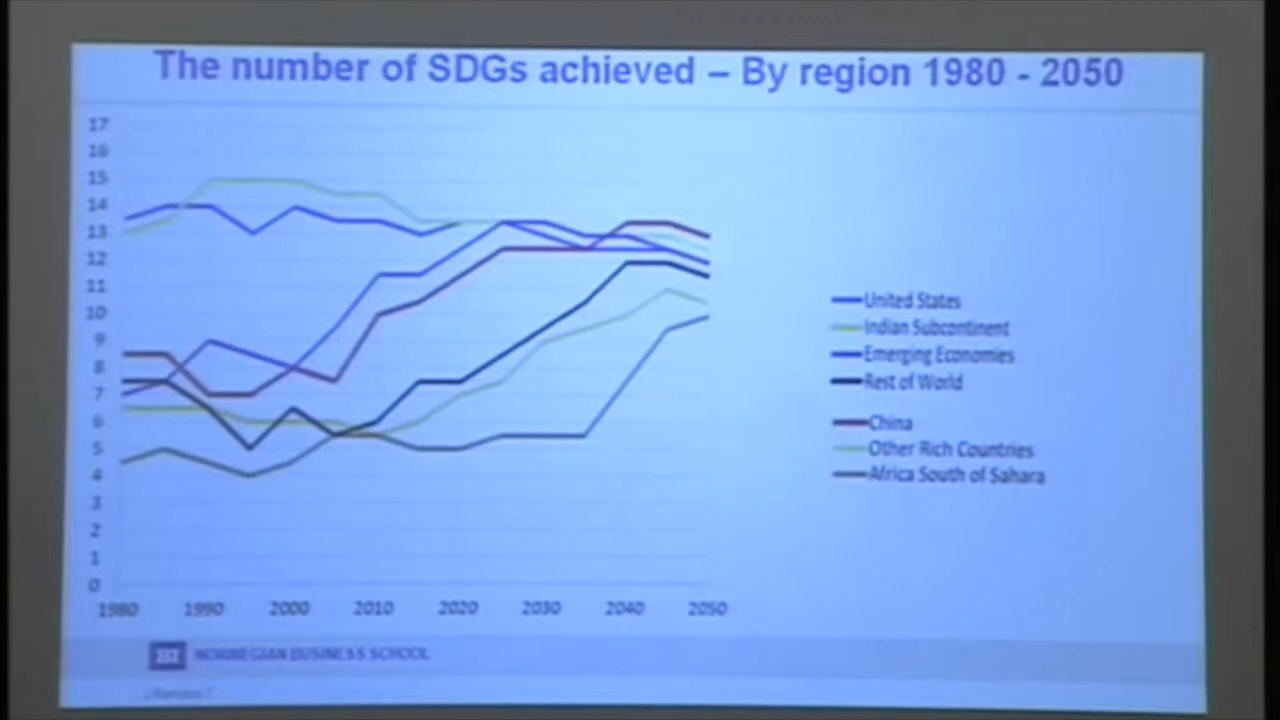 The number of SDGs achieved – By region 1980 - 2050
17
16
15
14
13
12
11
10
9
8
7
6
5
4
3
2
1
0
1980 1990 2000 2010 2020 2030 2040 2050
United States
Indian Subcontinent
Emerging Economies
Rest of World
China
Other Rich Countries
Africa South of Sahara
NORWEGIAN BUSINESS SCHOOL